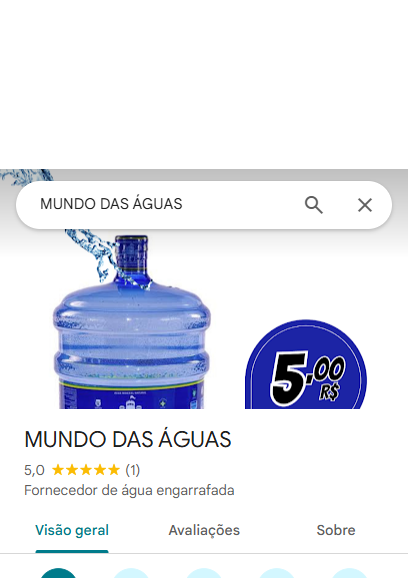 MUNDO DAS ÁGUAS
5,00
R$
MUNDO DAS ÁGUAS
5,0 (1)
Fornecedor de água engarrafada
Visão geral Avaliações Sobre